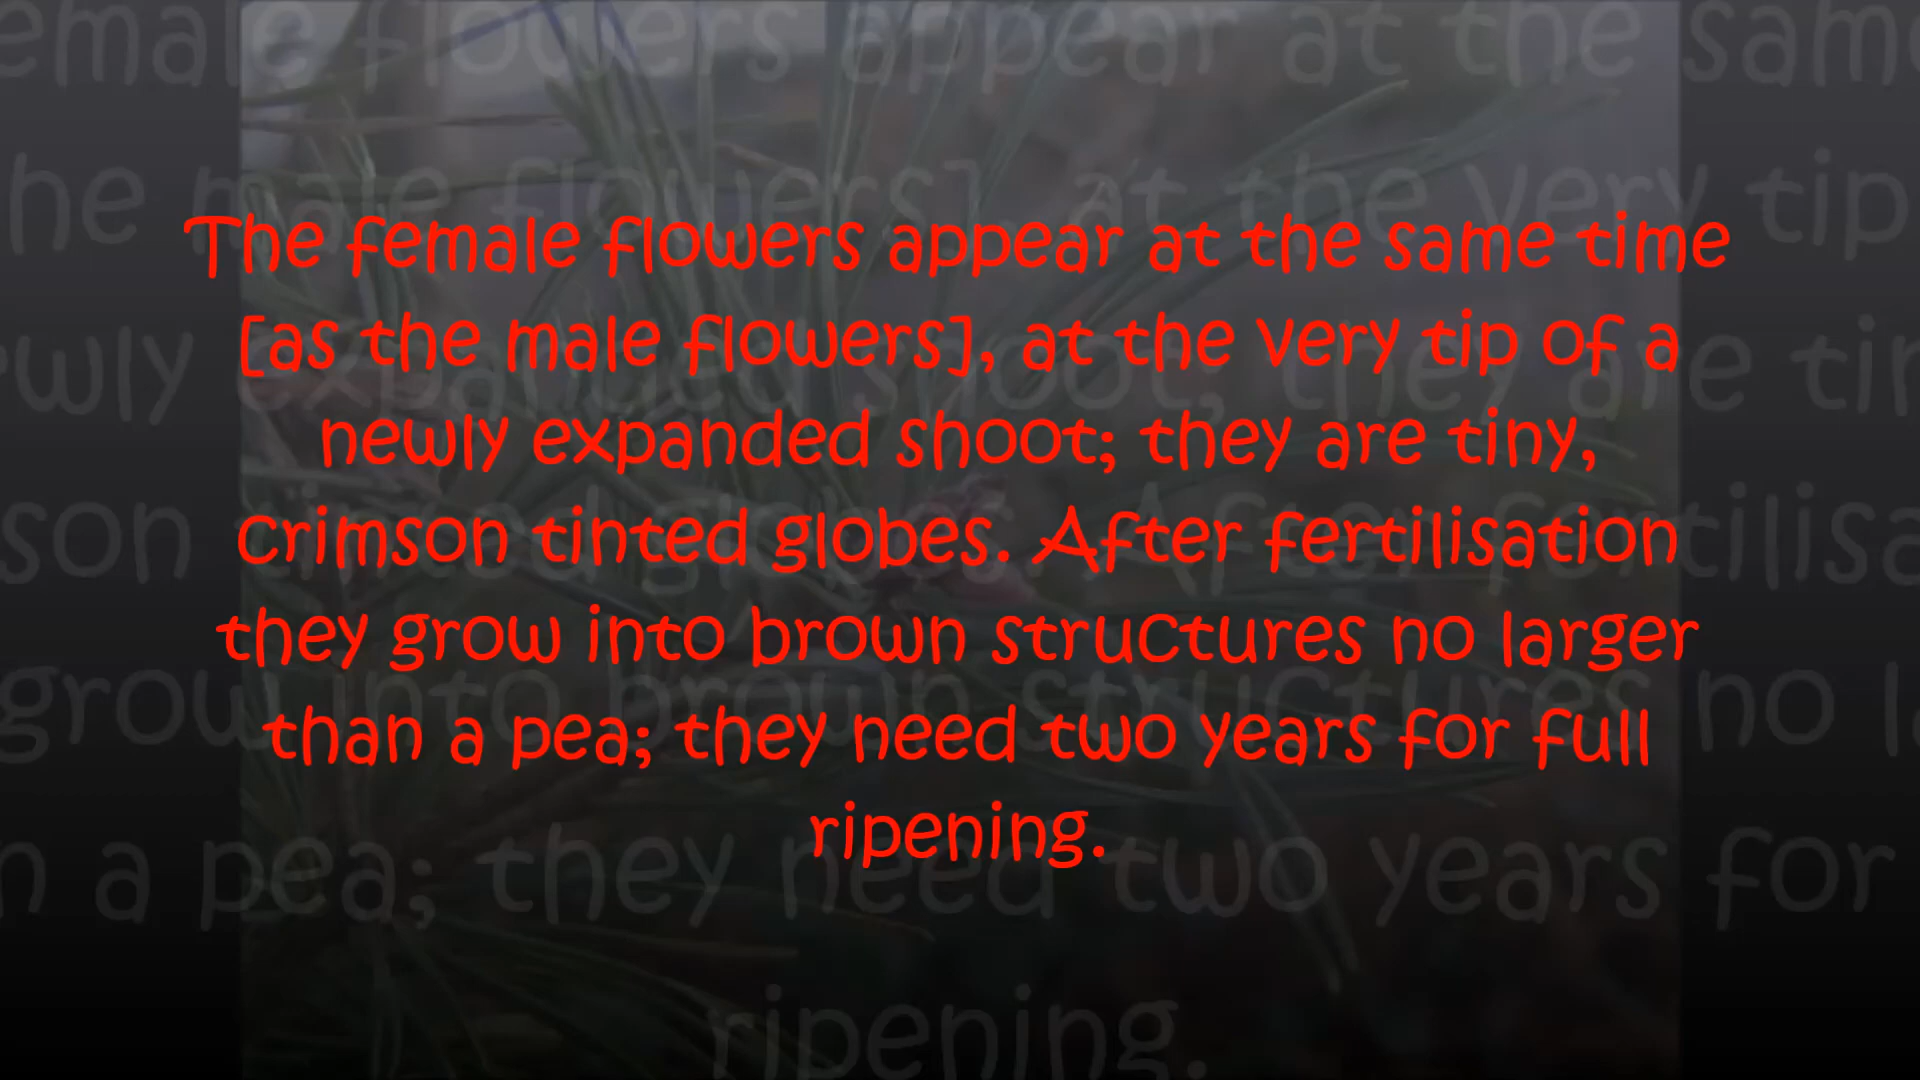 The female flowers appear at the same time
[as the male flowers], at the very tip of a
newly expanded shoot; they are tiny,
crimson tinted globes. After fertilisation
they grow into brown structures no larger
than a pea; they need two years for full
ripening.